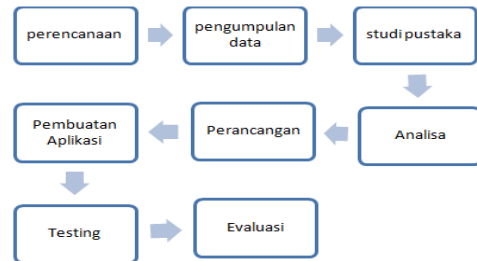 perencanaan
pengumpulan
data
studi pustaka
Analisa
Perancangan
Pembuatan
Aplikasi
Testing
Evaluasi